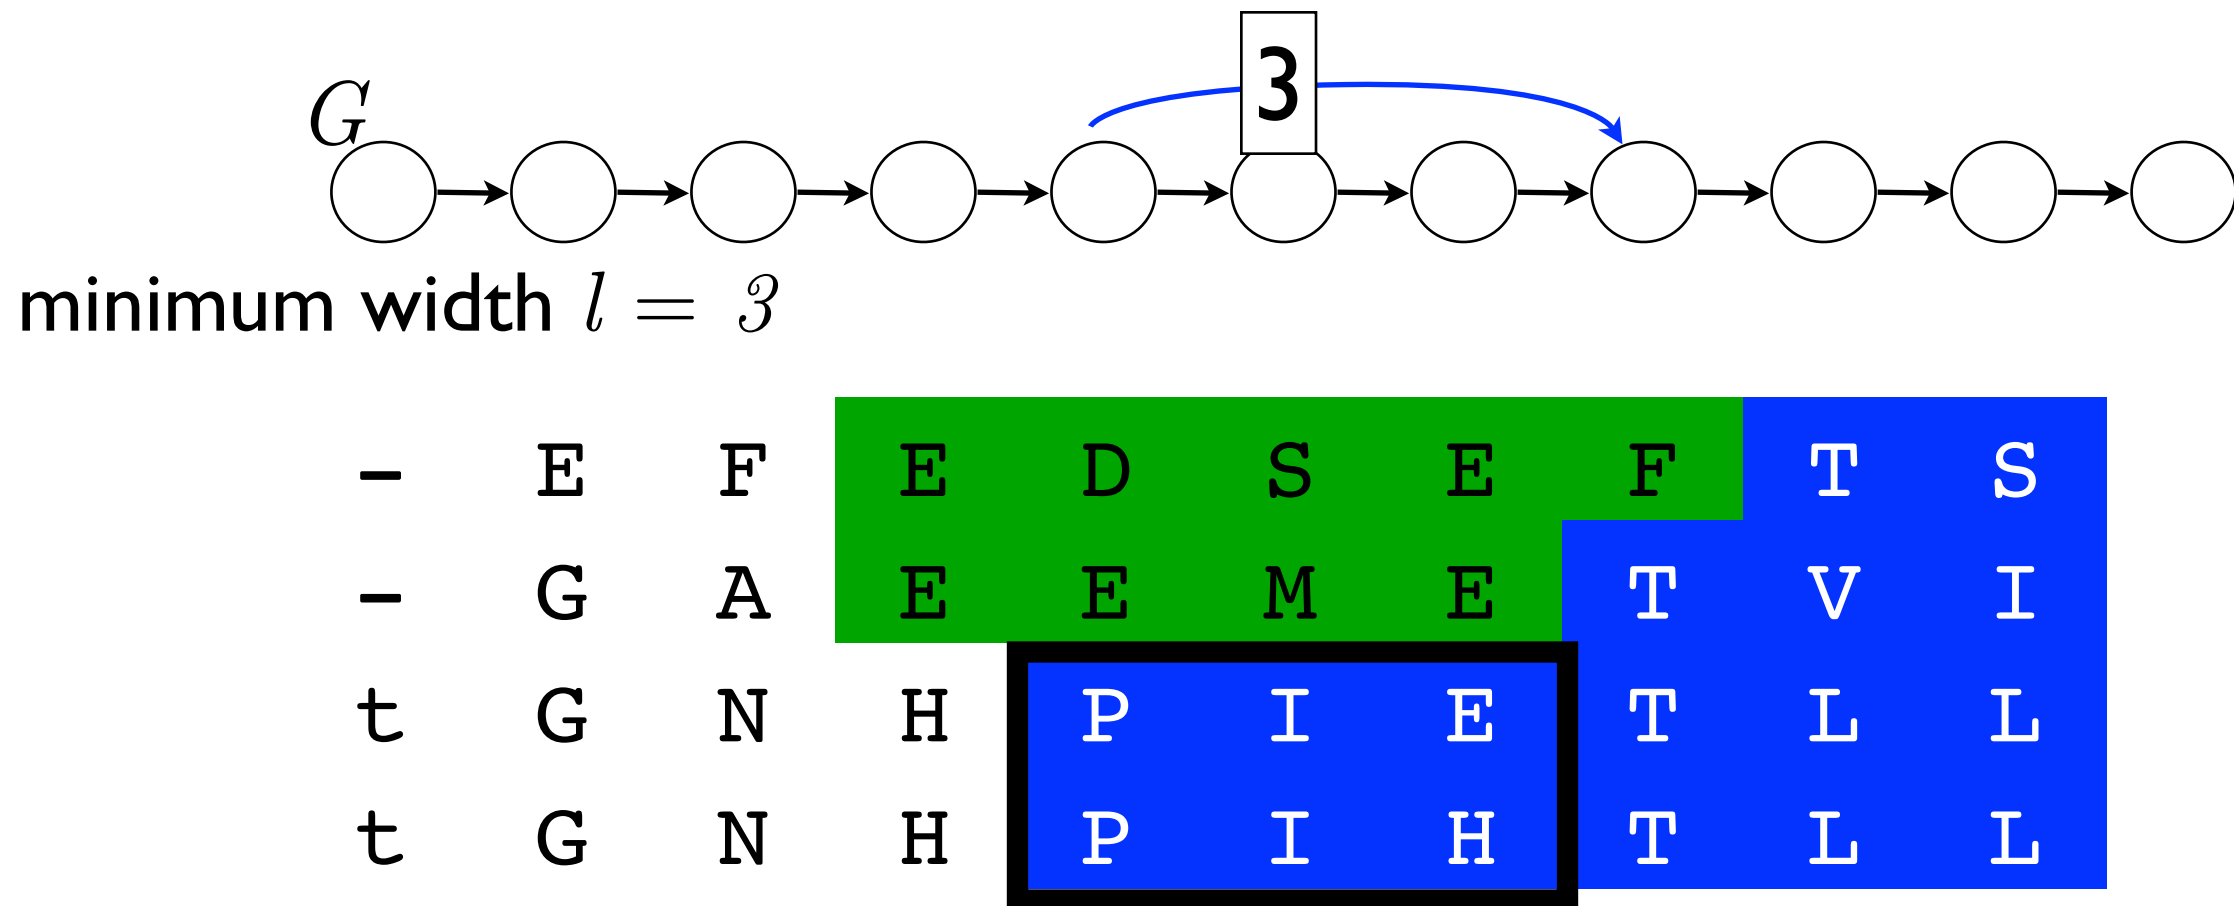 3
G
minimum width l = 3
- E F E D S E F T S
- G A E E M E T V I
t G N H P I E T L L
t G N H P I H T L L